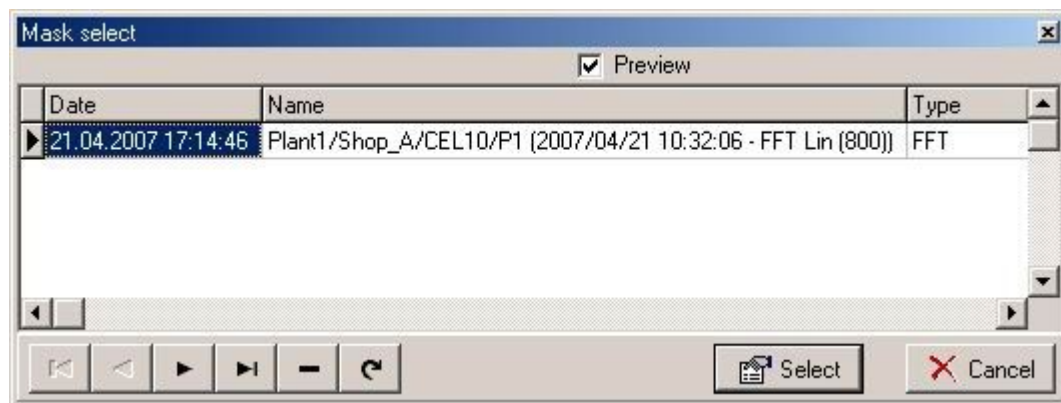 Mask select
Preview
Date Name Type
21.04.2007 17:14:46 Plant1/Shop_A/CEL10/P1 (2007/04/21 10:32:06 - FFT Lin (800)) FFT
Select Cancel